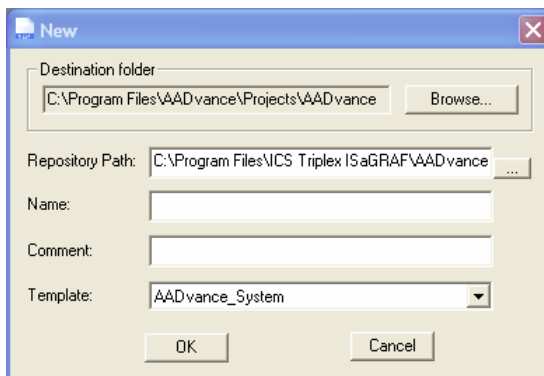 New
Destination folder
C:\Program Files\AADvance\Projects\AADvance
Browse...
Repository Path: C:\Program Files\ICS Triplex ISaGRAF\AADvance ...
Name:
Comment:
Template: AADvance_System
OK Cancel